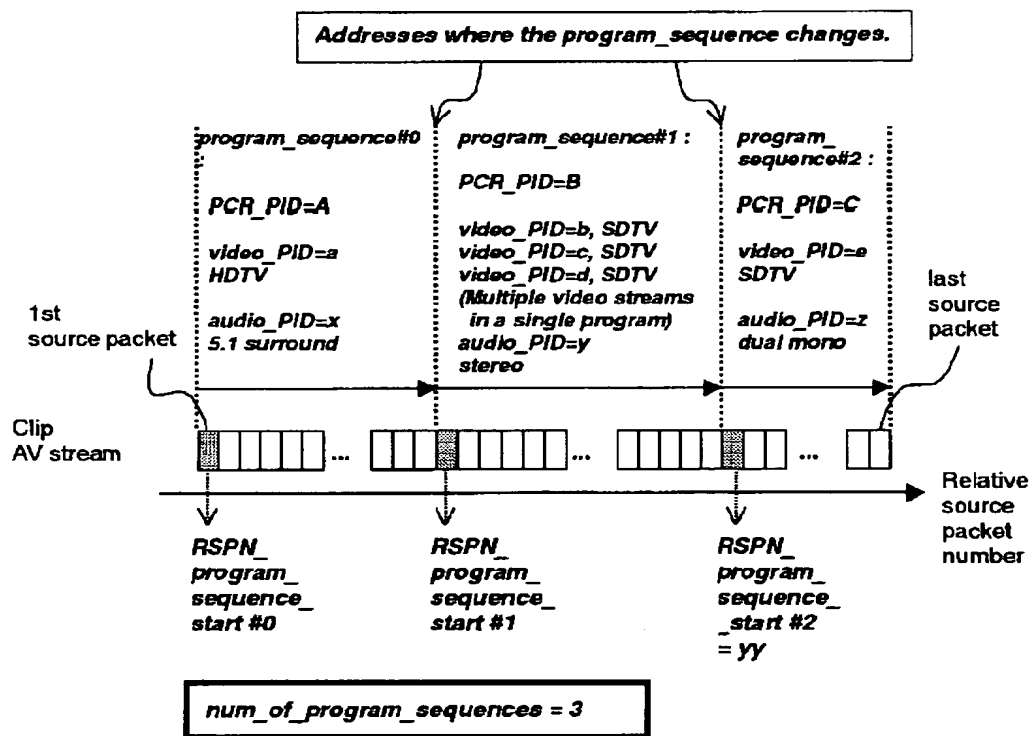 Addresses where the program_sequence changes.
program_sequence#0
:
PCR_PID=A
video_PID=a
HDTV
audio_PID=x
5.1 surround
program_sequence#1 :
PCR_PID=B
video_PID=b, SDTV
video_PID=c, SDTV
video_PID=d, SDTV
(Multiple video streams
in a single program)
audio_PID=y
stereo
program_
sequence#2 :
PCR_PID=C
video_PID=e
SDTV
audio_PID=z
dual mono
1st
source packet
last
source
packet
Clip
AV stream
...
...
...
Relative
source
packet
number
RSPN_
program_
sequence_
start #0
RSPN_
program_
sequence_
start #1
RSPN_
program_
sequence_
_start #2
= yy
num_of_program_sequences = 3